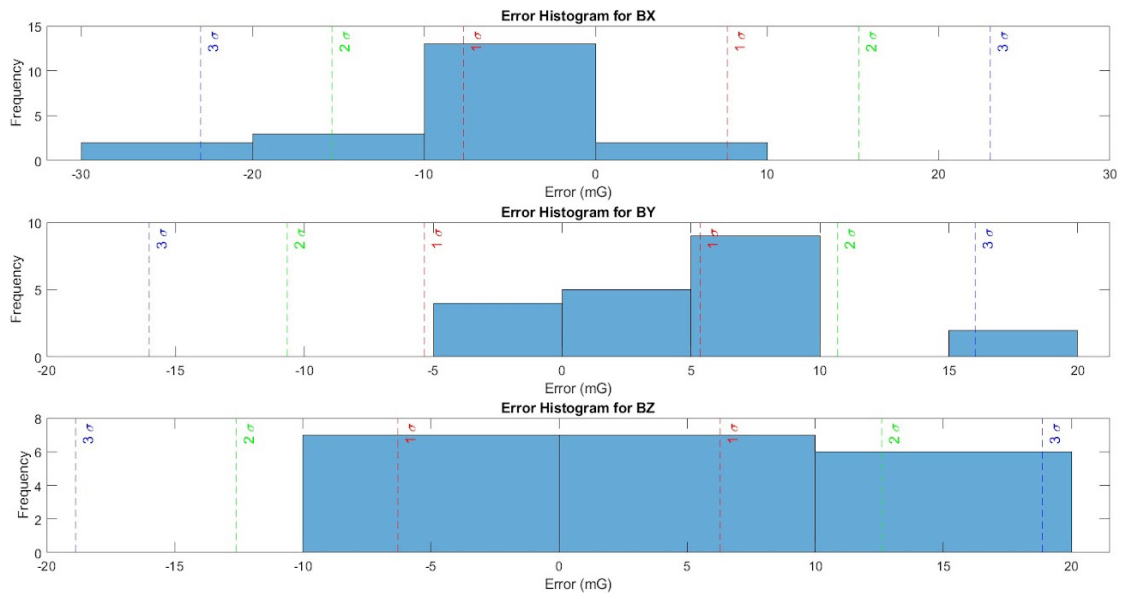 Error Histogram for BX
Frequency
15
10
5
0
3 σ
2 σ
1 σ
1 σ
2 σ
3 σ
-30 -20 -10 0 10 20 30
Error (mG)
Error Histogram for BY
Frequency
10
5
0
3 σ
2 σ
1 σ
1 σ
2 σ
3 σ
-20 -15 -10 -5 0 5 10 15 20
Error (mG)
Error Histogram for BZ
Frequency
8
6
4
2
0
3 σ
2 σ
1 σ
1 σ
2 σ
3 σ
-20 -15 -10 -5 0 5 10 15 20
Error (mG)